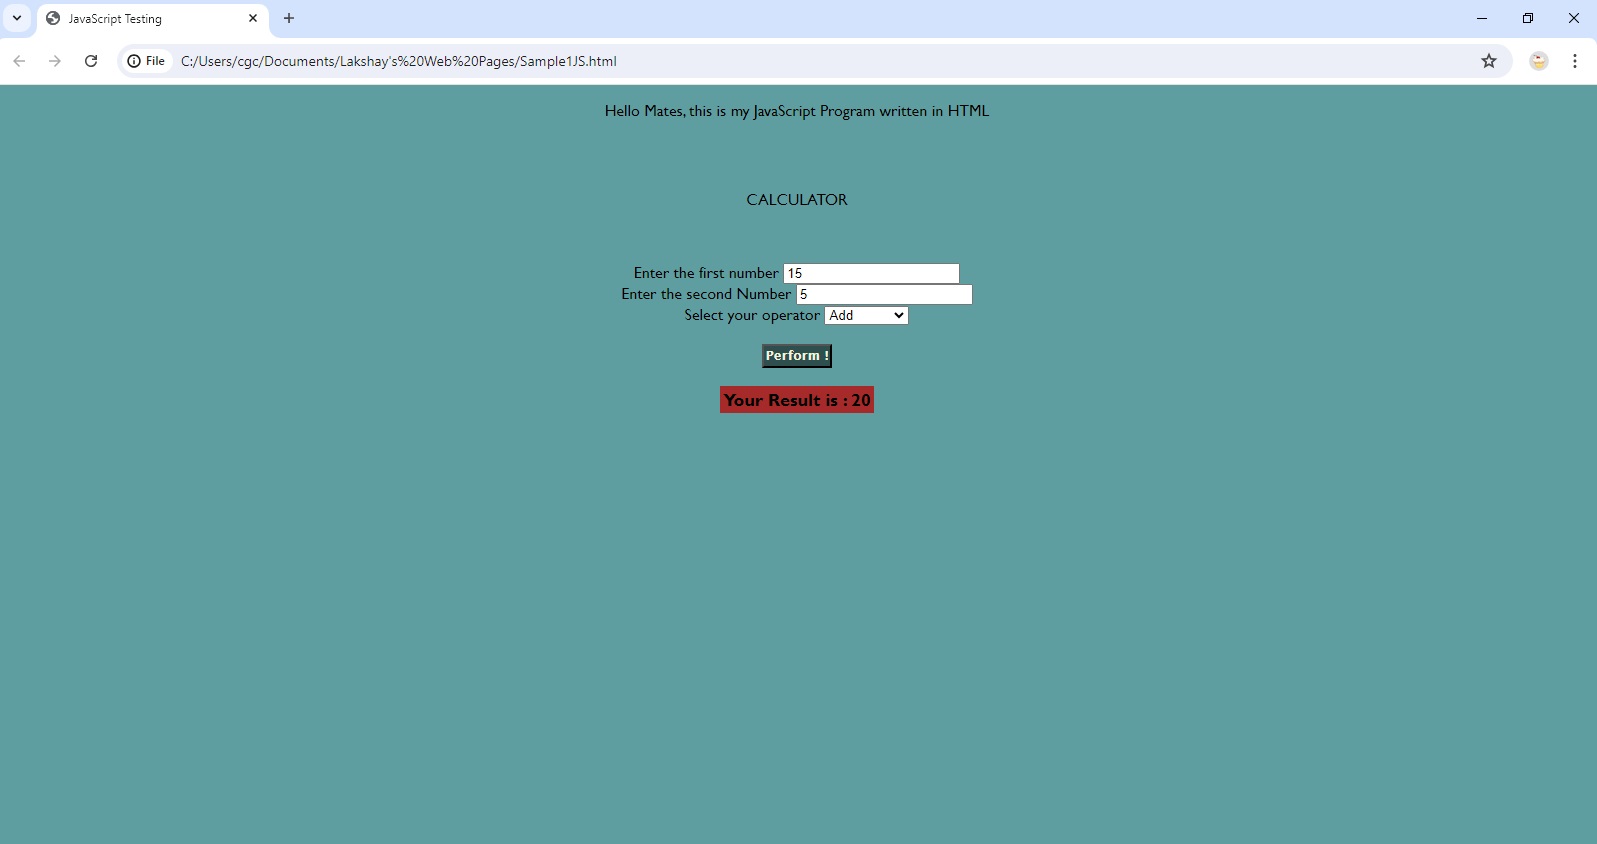 JavaScript Testing
File C:/Users/cgc/Documents/Lakshay's%20Web%20Pages/Sample1JS.html
Hello Mates, this is my JavaScript Program written in HTML
CALCULATOR
Enter the first number 15
Enter the second Number 5
Select your operator Add
Perform !
Your Result is : 20